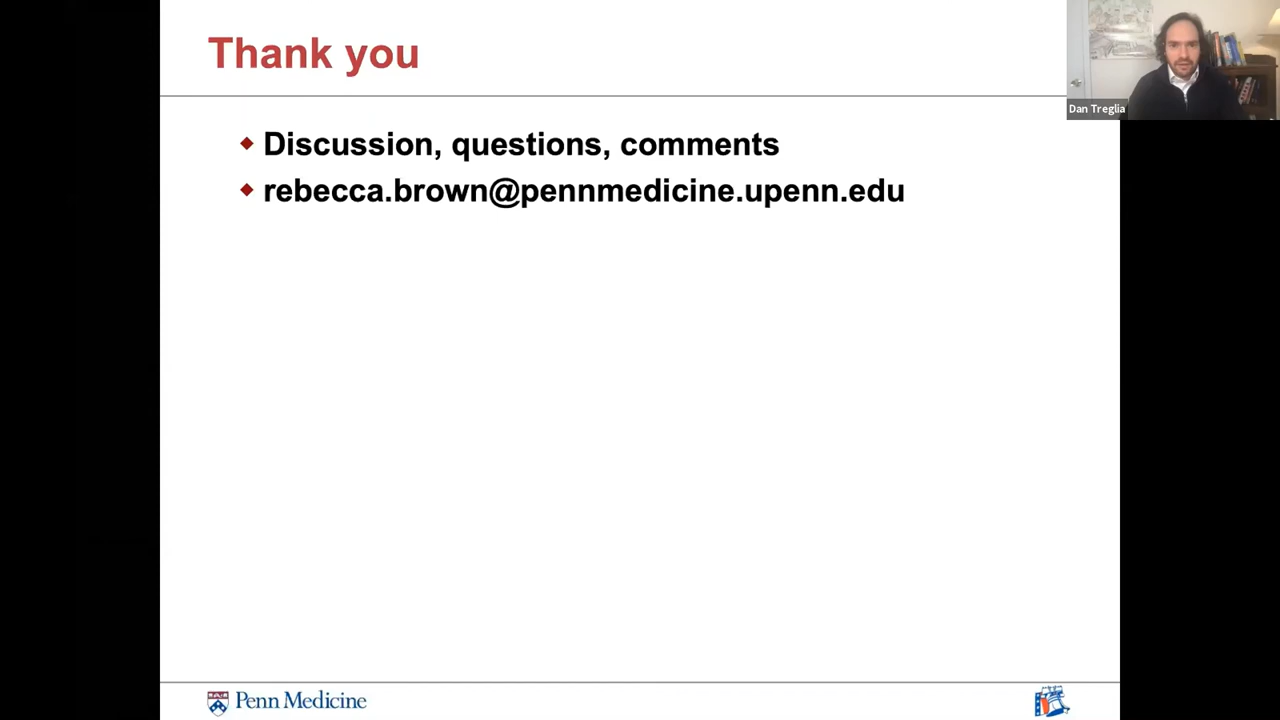 Thank you
Dan Treglia
Discussion, questions, comments
rebecca.brown@pennmedicine.upenn.edu
Penn Medicine